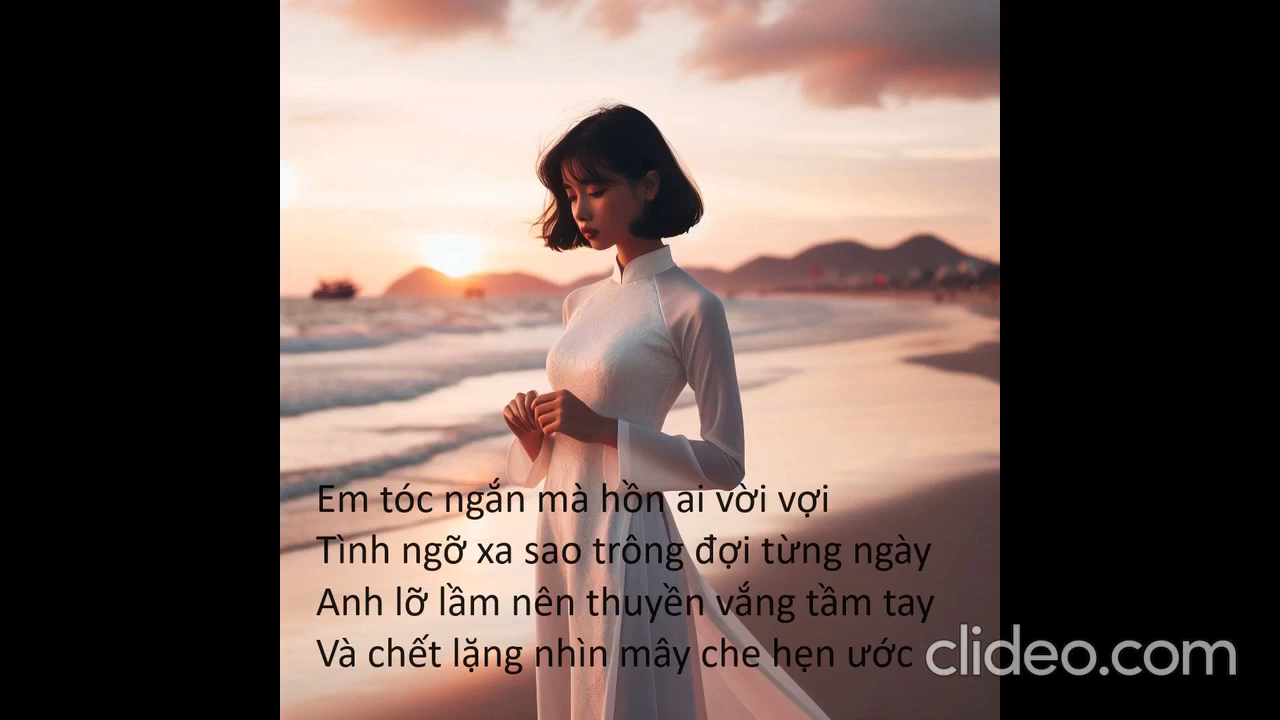 Em tóc ngắn mà hồn ai vời vợi
Tình ngỡ xa sao trông đợi từng ngày
Anh lỡ lầm nên thuyền vắng tầm tay
Và chết lặng nhìn mây che hẹn ước
clideo.com